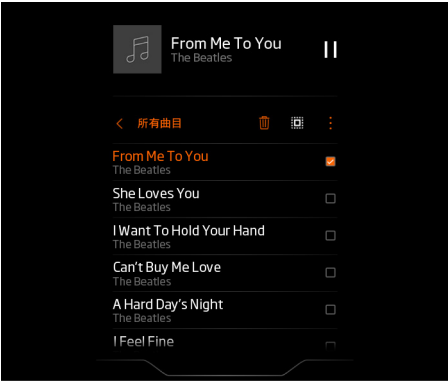 From Me To You
The Beatles
所有曲目
From Me To You
The Beatles
She Loves You
The Beatles
I Want To Hold Your Hand
The Beatles
Can't Buy Me Love
The Beatles
A Hard Day's Night
The Beatles
I Feel Fine